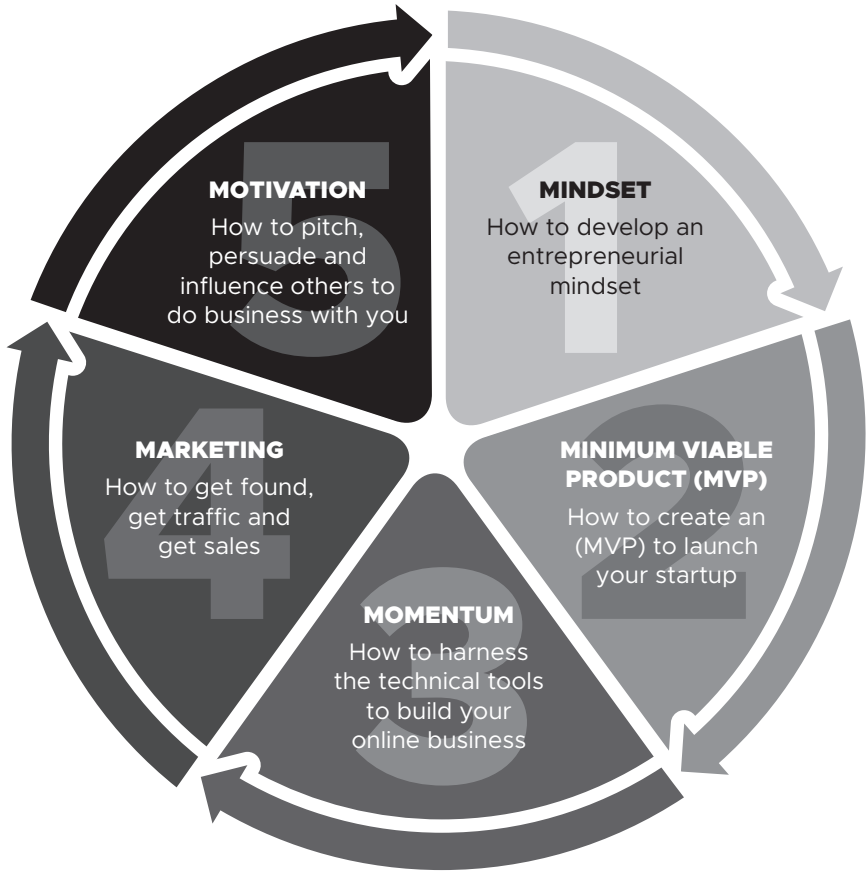 1
MINDSET
How to develop an
entrepreneurial
mindset
2
MINIMUM VIABLE
PRODUCT (MVP)
How to create an
(MVP) to launch
your startup
3
MOMENTUM
How to harness
the technical tools
to build your
online business
4
MARKETING
How to get found,
get traffic and
get sales
5
MOTIVATION
How to pitch,
persuade and
influence others to
do business with you